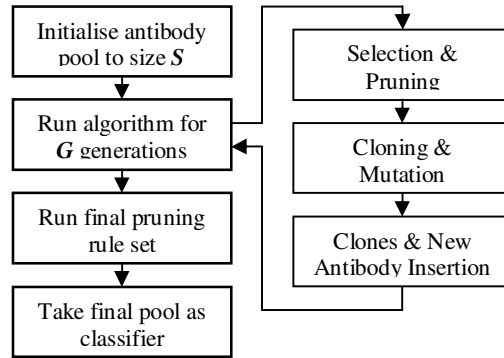 Initialise antibody
pool to size S
Run algorithm for
G generations
Run final pruning
rule set
Take final pool as
classifier
Selection &
Pruning
Cloning &
Mutation
Clones & New
Antibody Insertion